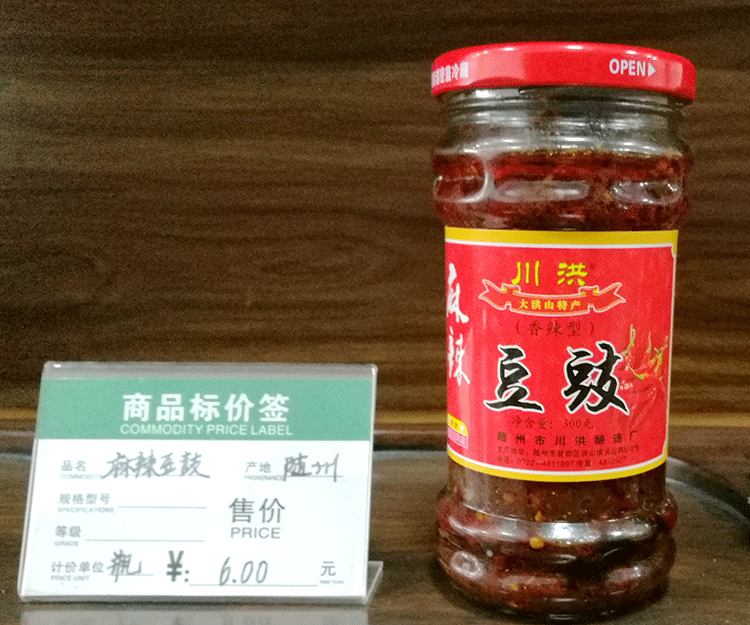 商品标价签
COMMODITY PRICE LABEL
品名 麻辣豆豉 产地 随州
COMMODITY PROVENANCE
规格型号
SPECIFICATIONS
售价
PRICE
等级
GRADE
计价单位 瓶 ¥: 6.00 元
PRICE UNIT
OPEN
川洪
大洪山特产
(香辣型)
麻辣
豆豉
净含量: 300克
随州市川洪酿造厂